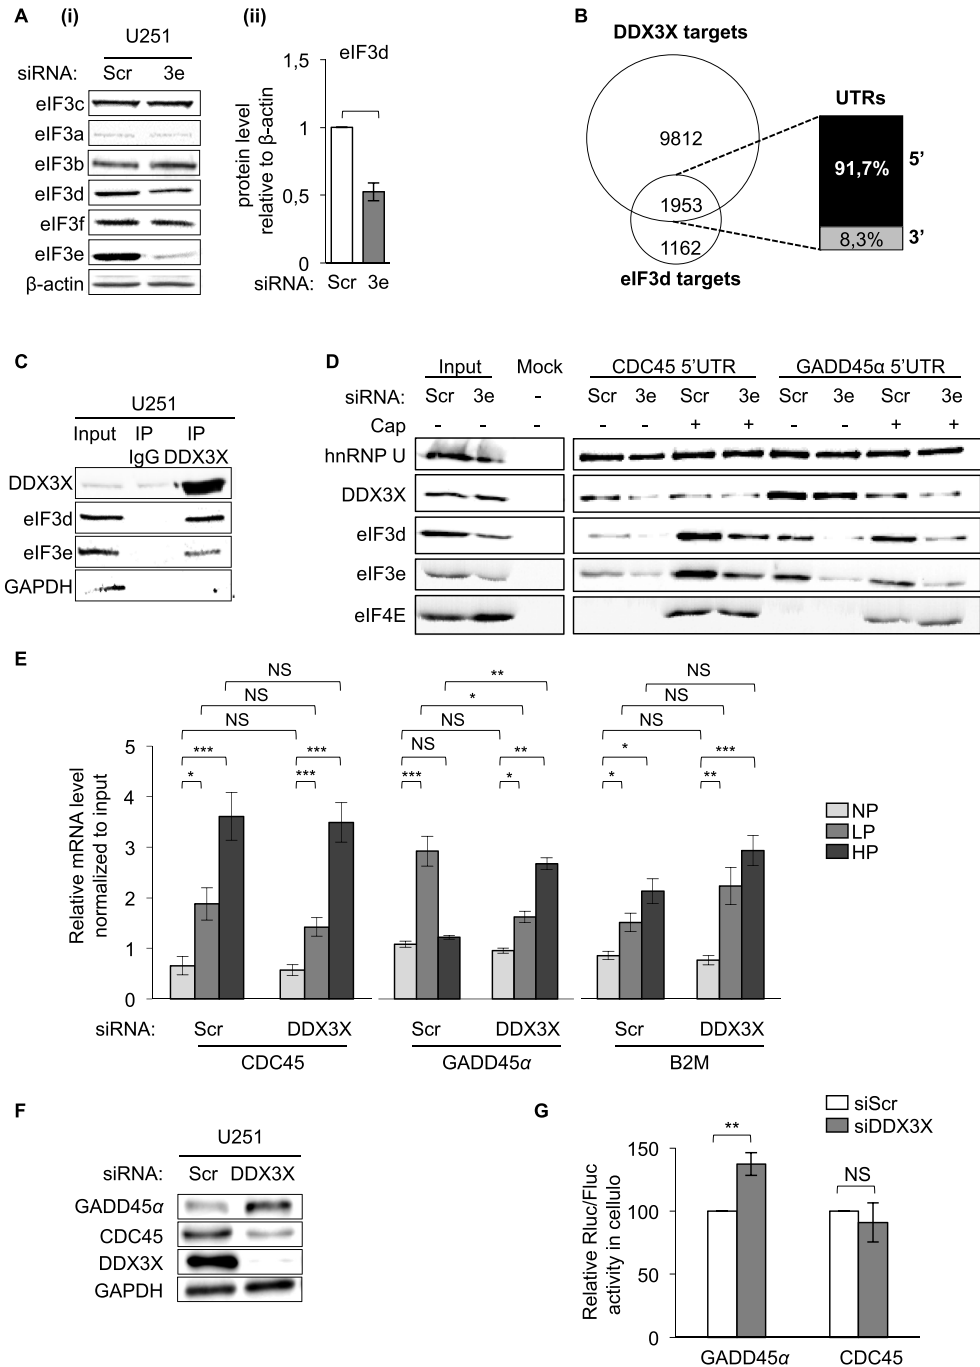 A (i) (ii)
U251
siRNA: Scr 3e
eIF3c
eIF3a
eIF3b
eIF3d
eIF3f
eIF3e
β-actin
eIF3d
protein level
relative to β-actin
1,5
1
0,5
0
siRNA: Scr 3e
B
DDX3X targets
9812
1953
1162
eIF3d targets
UTRs
91,7% 5’
8,3% 3’
C
U251
Input IP IP
IgG DDX3X
DDX3X
eIF3d
eIF3e
GAPDH
D
Input Mock CDC45 5’UTR GADD45α 5’UTR
siRNA: Scr 3e - Scr 3e Scr 3e Scr 3e Scr 3e
Cap - - - - - + + - - + +
hnRNP U
DDX3X
eIF3d
eIF3e
eIF4E
E
NS ** NS
NS * NS
NS NS NS
*** *** NS ** * ***
* *** *** * * **
Relative mRNA level
normalized to input
5
4
3
2
1
0
NP
LP
HP
siRNA: Scr DDX3X Scr DDX3X Scr DDX3X
CDC45 GADD45α B2M
F
U251
siRNA: Scr DDX3X
GADD45α
CDC45
DDX3X
GAPDH
G
siScr
siDDX3X
** NS
Relative Rluc/Fluc
activity in cellulo
150
100
50
0
GADD45α CDC45